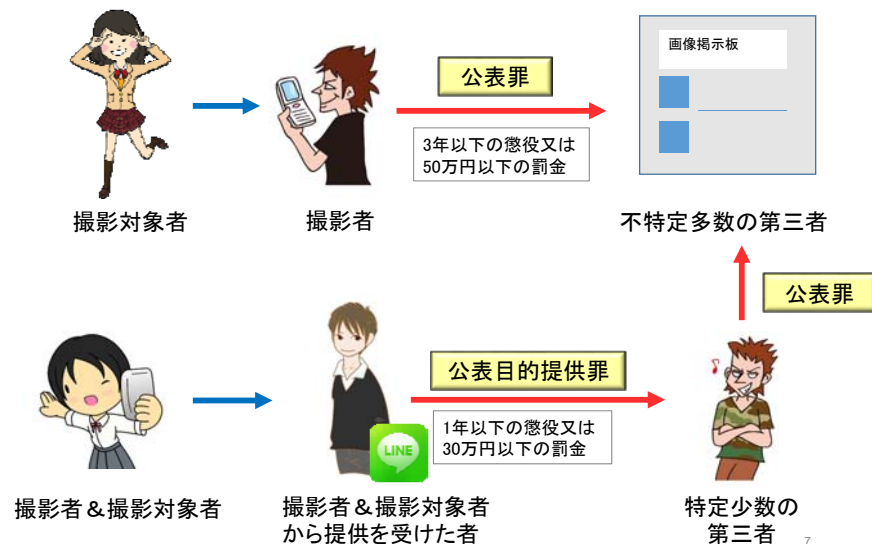 画像掲示板
公表罪
3年以下の懲役又は
50万円以下の罰金
撮影対象者
撮影者
不特定多数の第三者
公表罪
公表目的提供罪
1年以下の懲役又は
30万円以下の罰金
LINE
撮影者＆撮影対象者
撮影者＆撮影対象者
から提供を受けた者
特定少数の
第三者
7